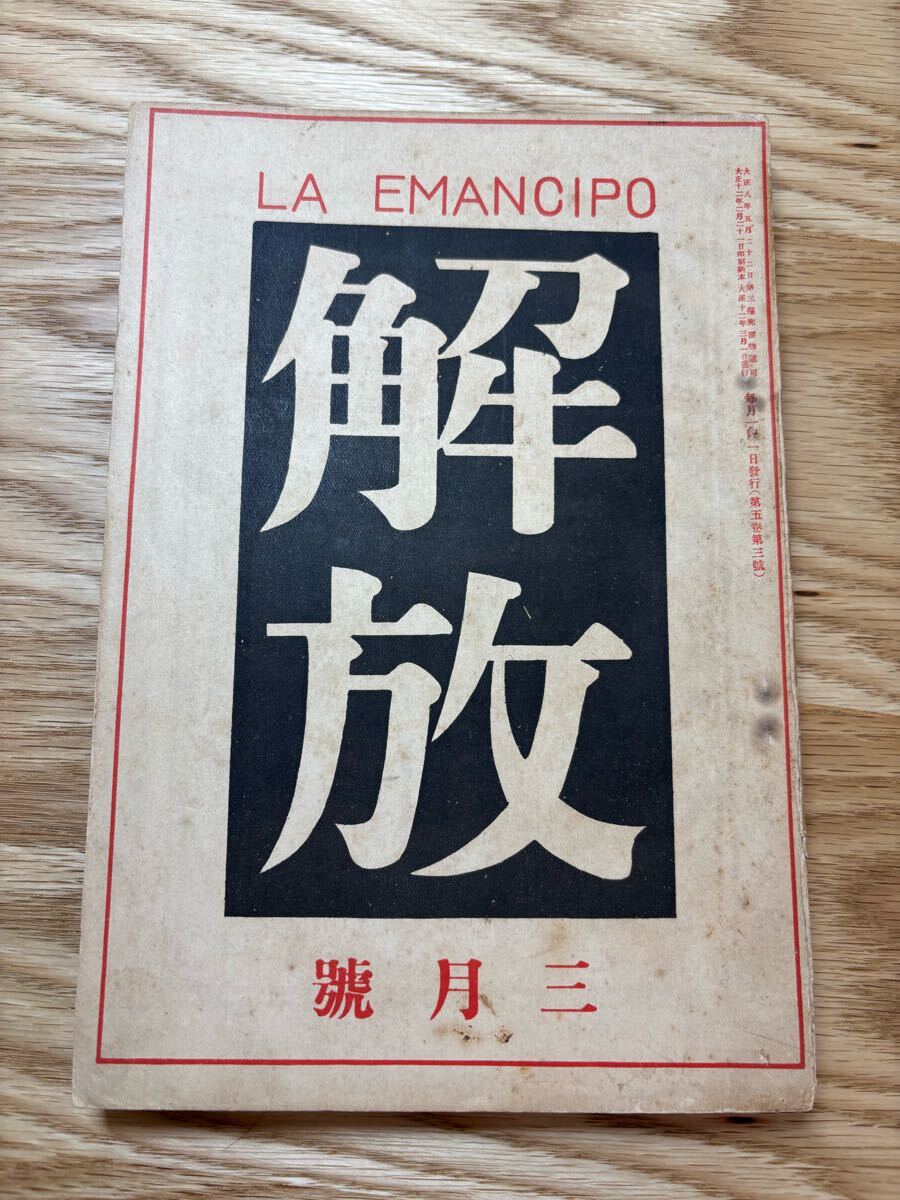 LA EMANCIPO
解放
三月號
大正八年五月二十二日第三種郵便物認可
大正十二年二月二十一日印刷納本 大正十二年三月一日發行
每月一回一日發行(第五卷第三號)